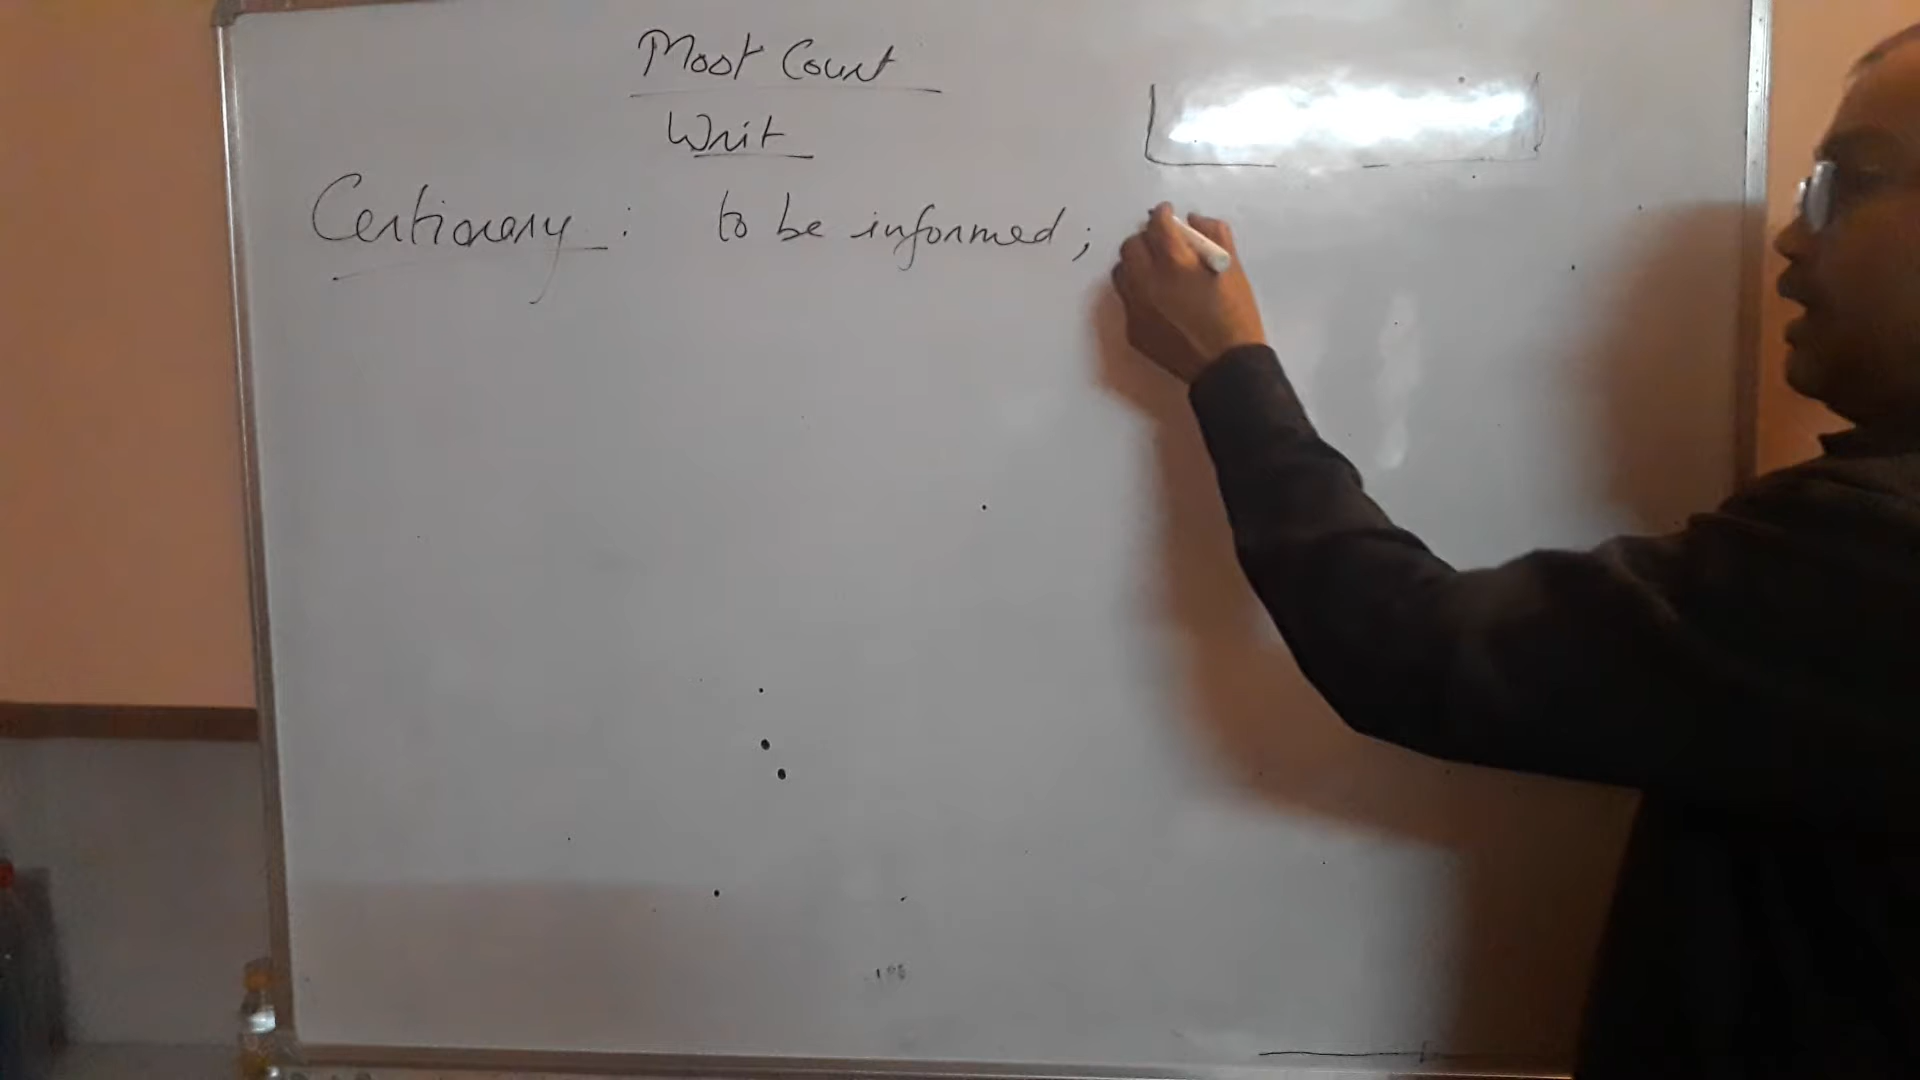 Moot Court
Writ
Certiorary : to be informed;